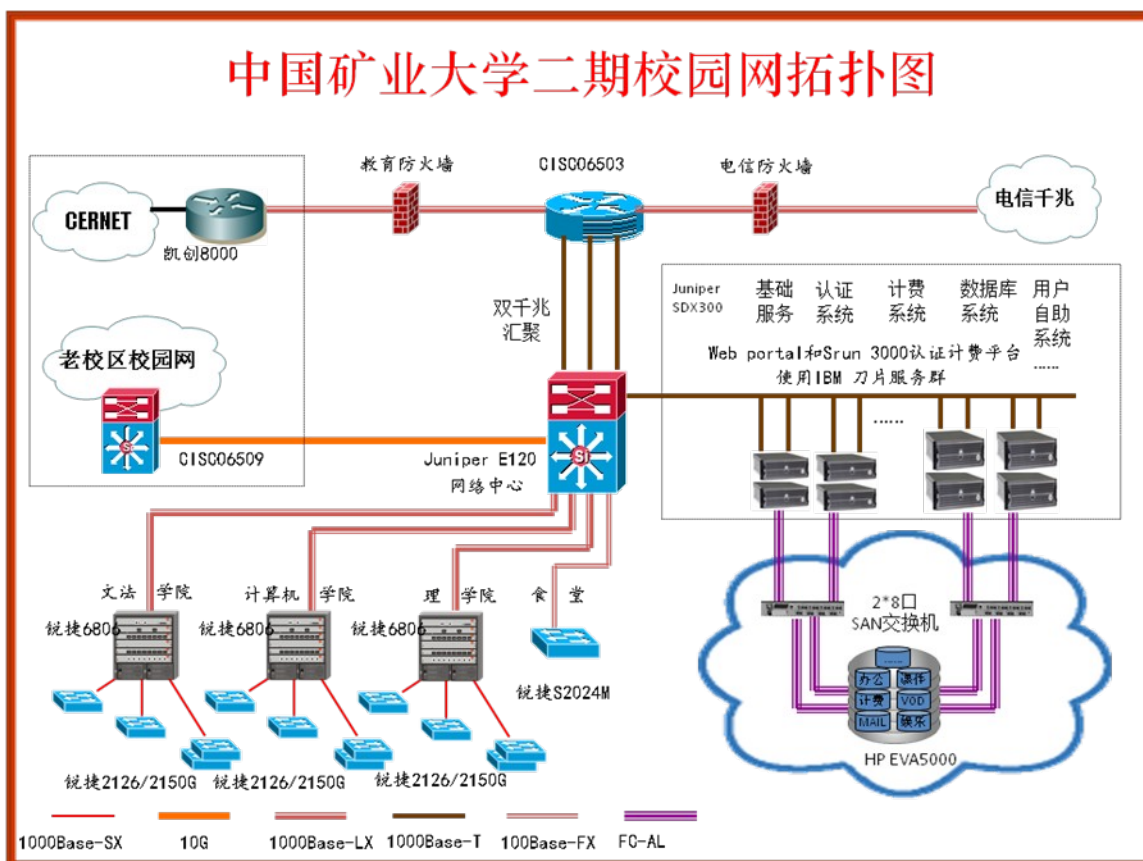 中国矿业大学二期校园网拓扑图
教育防火墙
CISCO6503
电信防火墙
CERNET
电信千兆
凯创8000
双千兆
汇聚
Juniper
SDX300
基础
服务
认证
系统
计费
系统
数据库
系统
用户
自助
系统
......
Web portal和Srun 3000认证计费平台
使用IBM 刀片服务群
老校区校园网
......
Si
Si
CISCO6509
Juniper E120
网络中心
文法 学院
计算机 学院
理 学院
食 堂
锐捷6806
锐捷6806
锐捷6806
锐捷S2024M
2*8口
SAN交换机
办公
计费
VOD
MAIL
娱乐
HP EVA5000
锐捷2126/2150G
锐捷2126/2150G
锐捷2126/2150G
1000Base-SX
10G
1000Base-LX
1000Base-T
100Base-FX
FC-AL